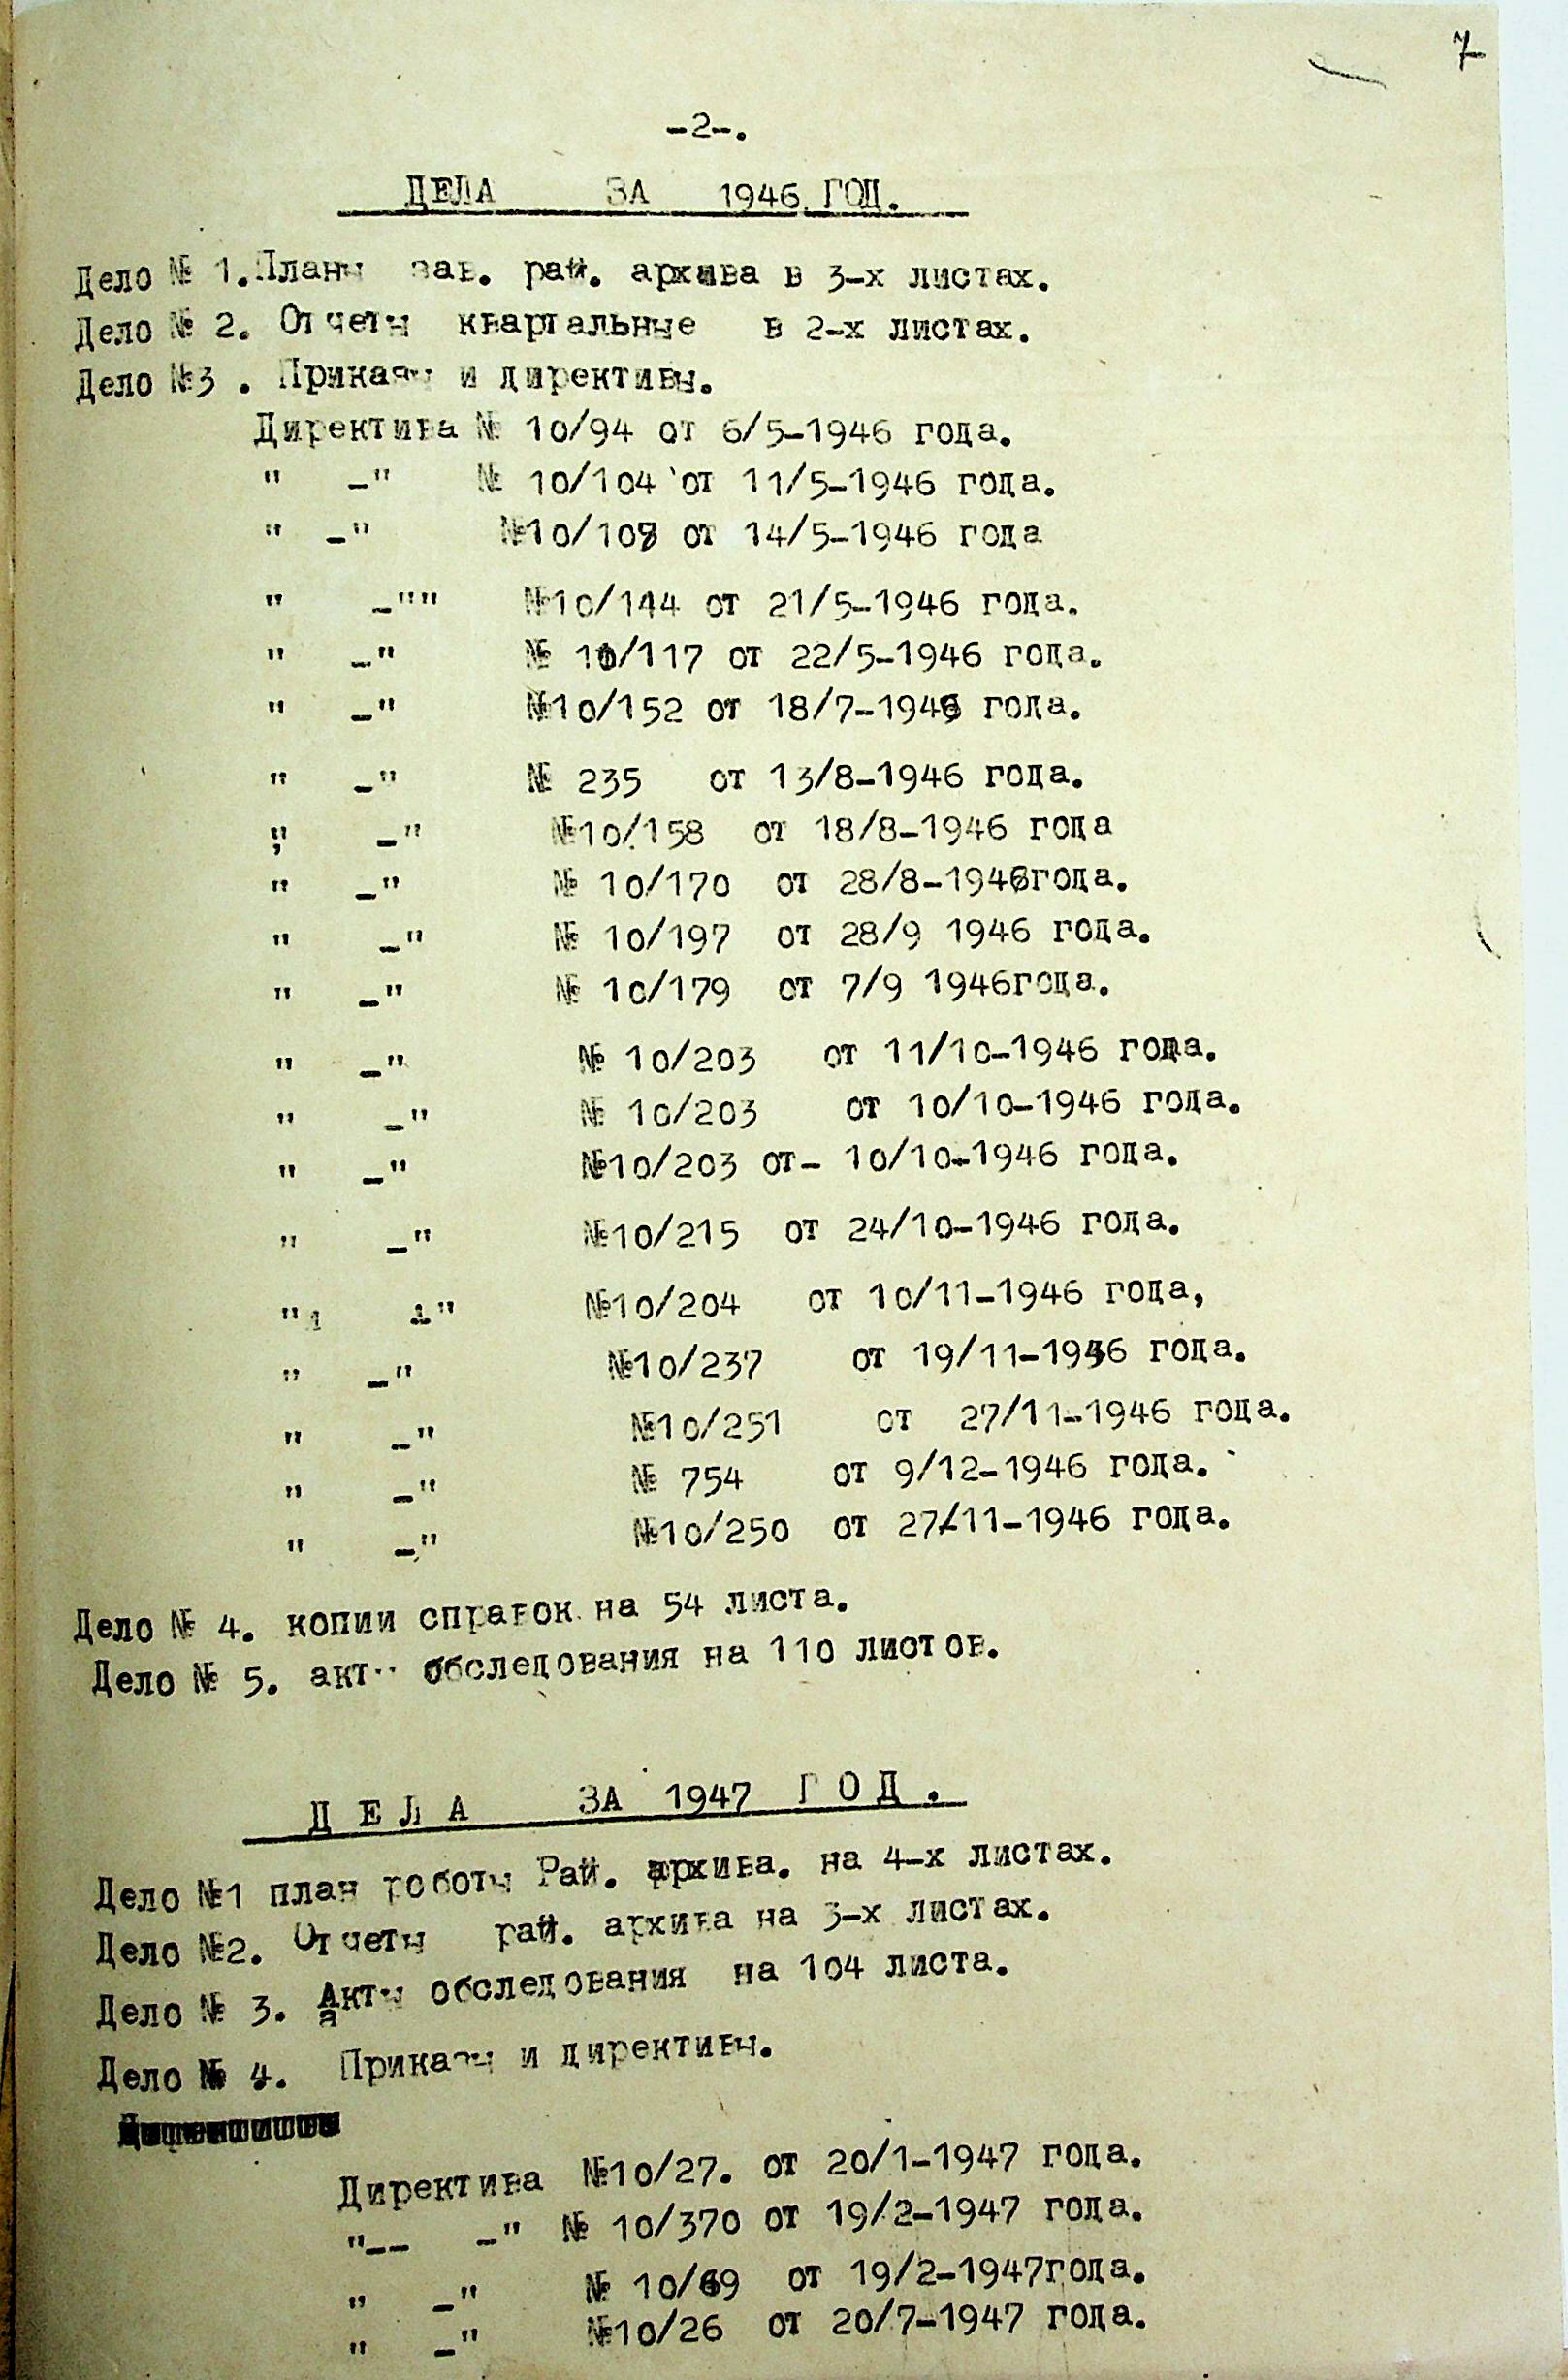 7
-2-.
ДЕЛА ЗА 1946 ГОД.
Дело № 1.Планы зав. рай. архива в 3-х листах.
Дело № 2. Отчеты квартальные в 2-х листах.
Дело №3 . Приказы и директивы.
Директива № 10/94 от 6/5-1946 года.
" -" № 10/104 от 11/5-1946 года.
" -" №10/108 от 14/5-1946 года
" -"" №10/144 от 21/5-1946 года.
" -" № 10/117 от 22/5-1946 года.
" -" №10/152 от 18/7-1946 года.
" -" № 235 от 13/8-1946 года.
" -" №10/158 от 18/8-1946 года
" -" № 10/170 от 28/8-1946года.
" -" № 10/197 от 28/9 1946 года.
" -" № 10/179 от 7/9 1946года.
" -" № 10/203 от 11/10-1946 года.
" -" № 10/203 от 10/10-1946 года.
" -" №10/203 от- 10/10-1946 года.
" -" №10/215 от 24/10-1946 года.
" -" №10/204 от 10/11-1946 года,
" -" №10/237 от 19/11-1946 года.
" -" №10/251 от 27/11-1946 года.
" -" № 754 от 9/12-1946 года.
" -" №10/250 от 27/11-1946 года.
Дело № 4. копии справок на 54 листа.
Дело № 5. акты обследования на 110 листов.
Д Е Л А ЗА 1947 Г О Д .
Дело №1 план роботы Рай. архива. на 4-х листах.
Дело №2. Отчеты рай. архива на 3-х листах.
Дело № 3. Акты обследования на 104 листа.
Дело № 4. Приказы и директивы.
Директива №10/27. от 20/1-1947 года.
"-- -" № 10/370 от 19/2-1947 года.
" -" № 10/69 от 19/2-1947года.
" -" №10/26 от 20/7-1947 года.